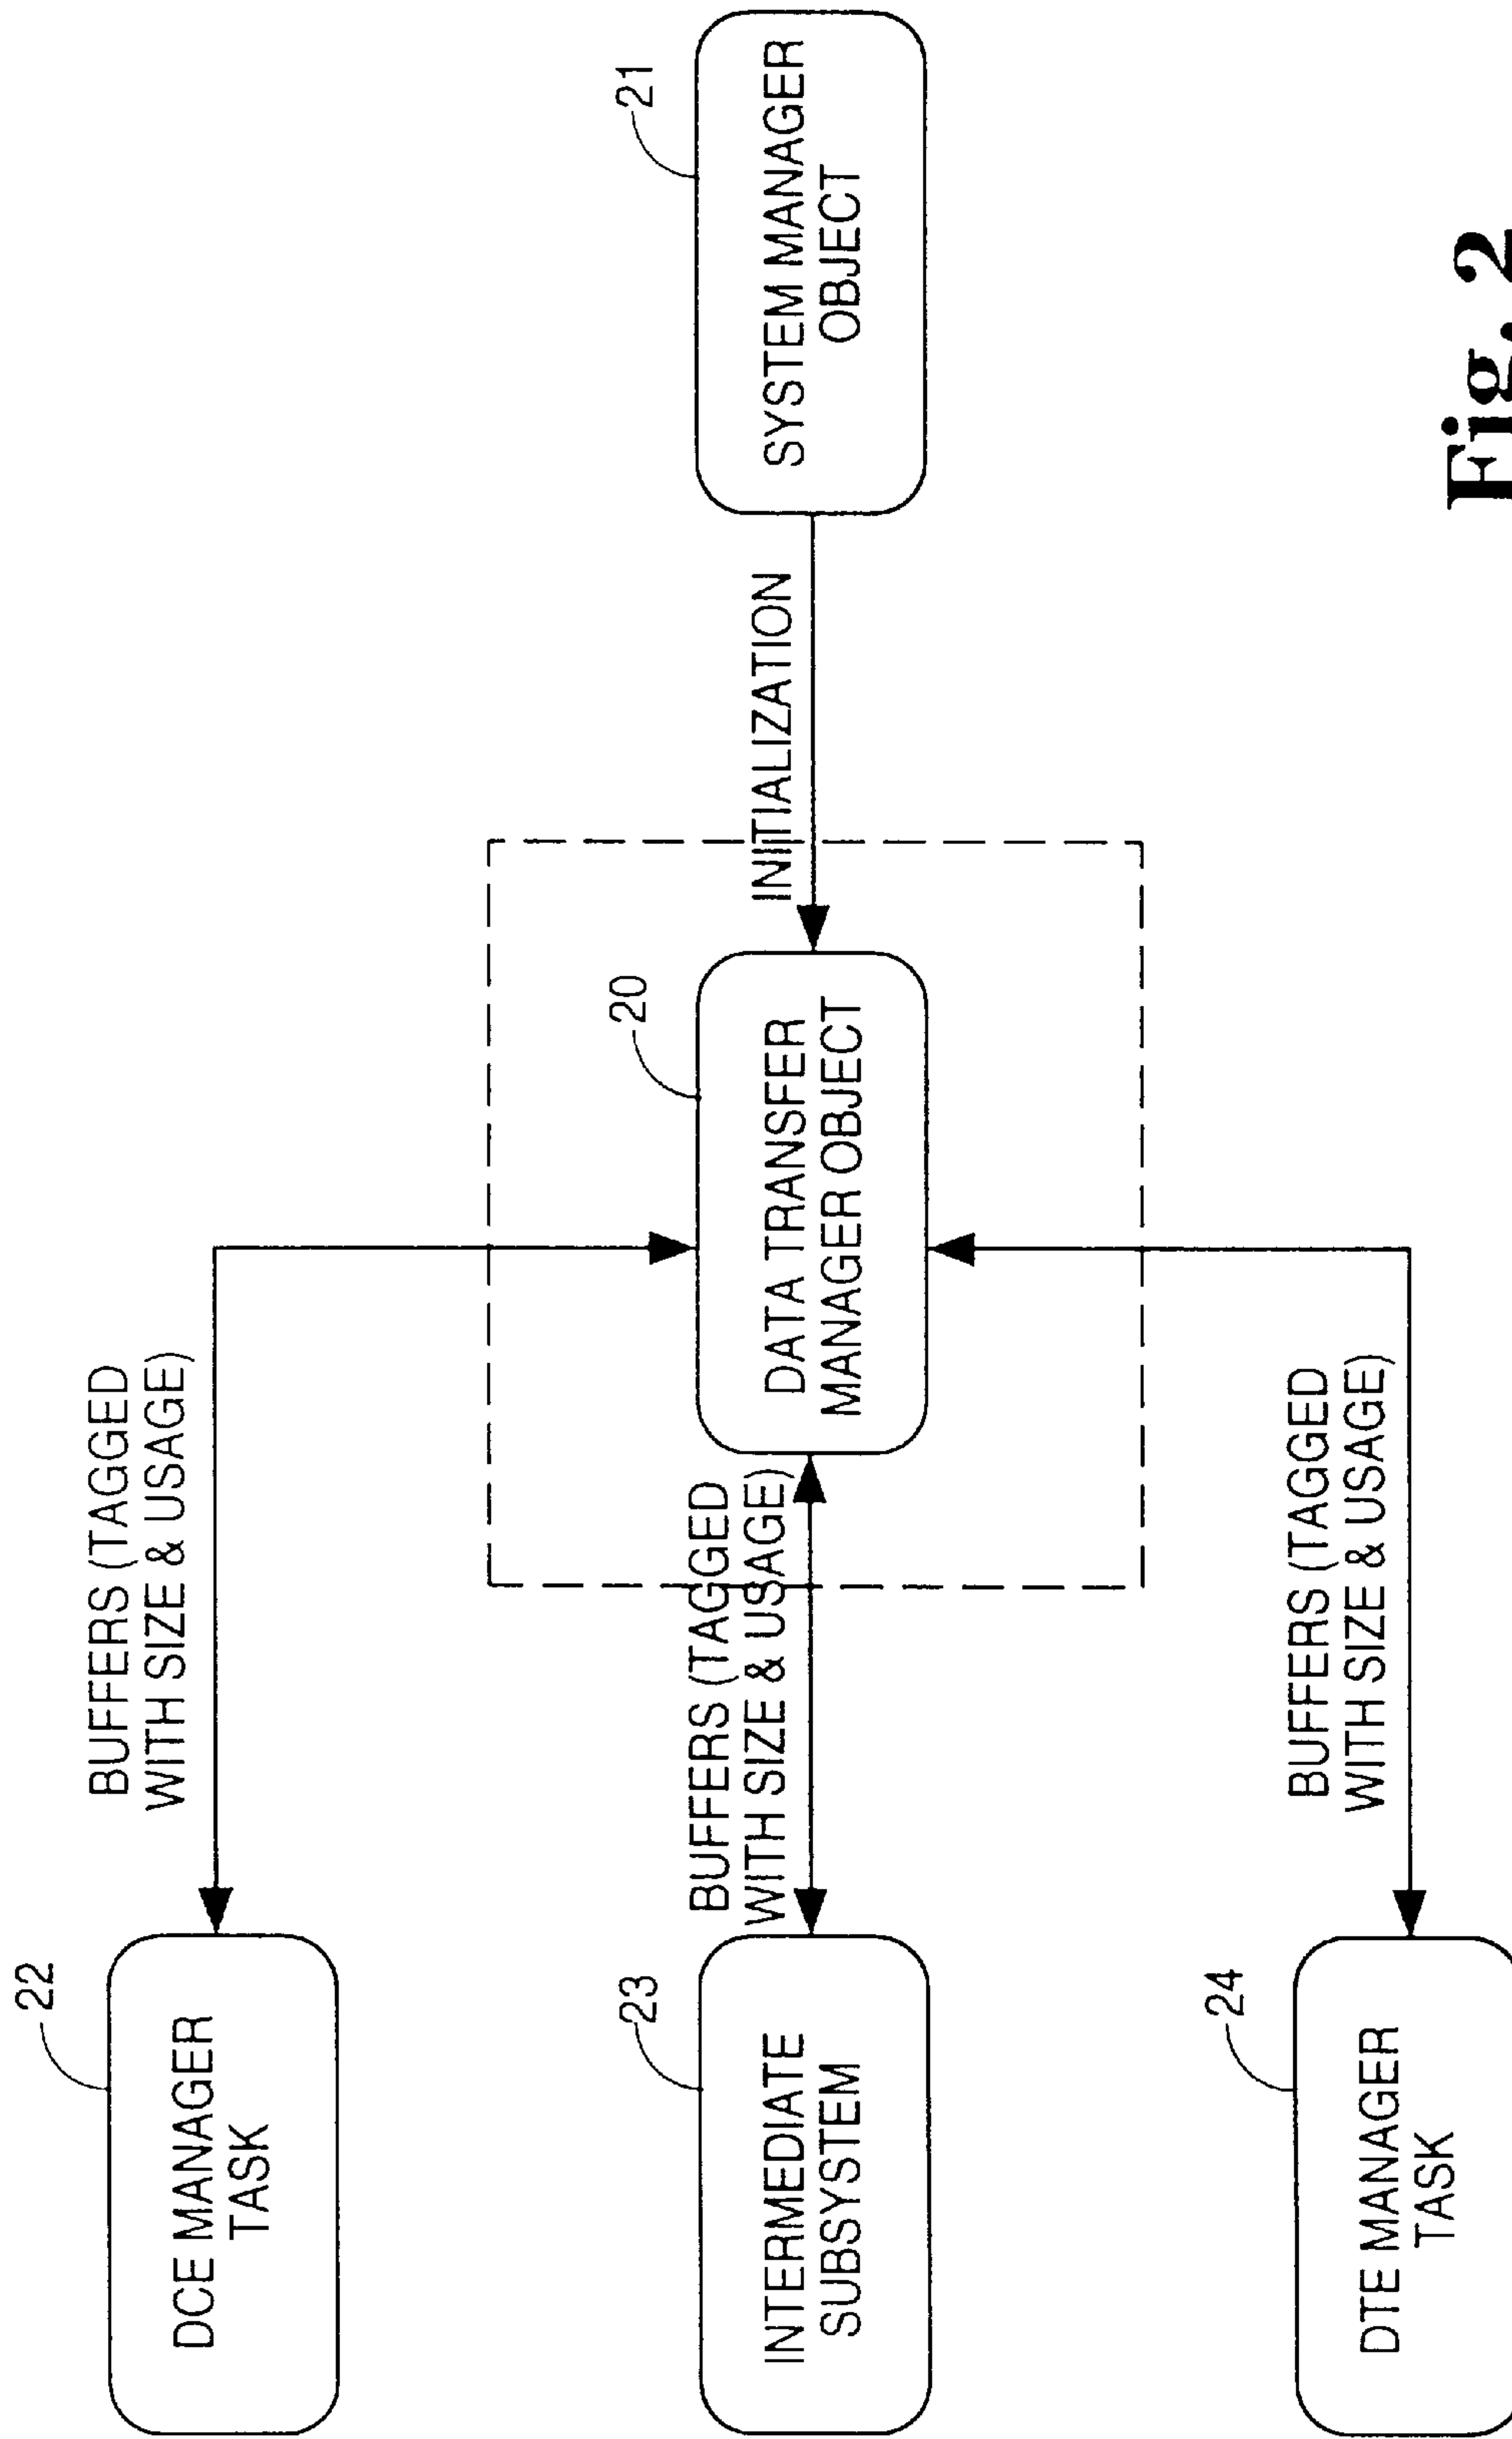 22
DCE MANAGER
TASK
BUFFERS (TAGGED
WITH SIZE & USAGE)
23
INTERMEDIATE
SUBSYSTEM
BUFFERS (TAGGED
WITH SIZE & USAGE)
20
DATA TRANSFER
MANAGER OBJECT
INITIALIZATION
21
SYSTEM MANAGER
OBJECT
24
DTE MANAGER
TASK
BUFFERS (TAGGED
WITH SIZE & USAGE)
Fig. 2